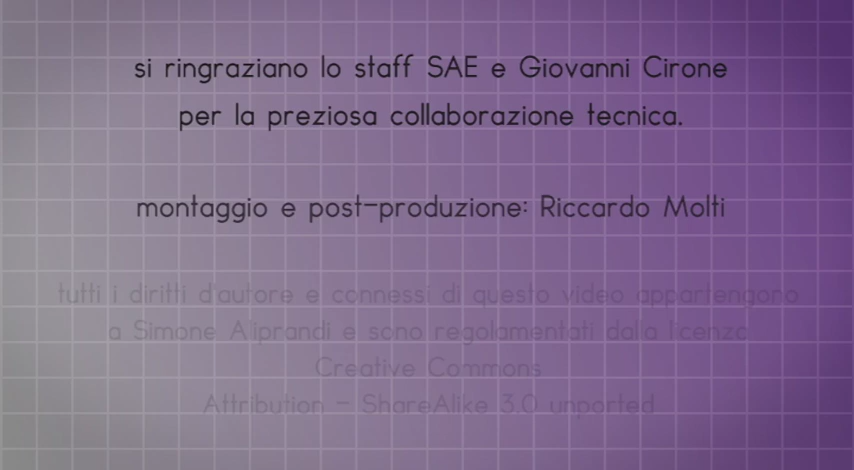 si ringraziano lo staff SAE e Giovanni Cirone
per la preziosa collaborazione tecnica.
montaggio e post-produzione: Riccardo Molti
tutti i diritti d'autore e connessi di questo video appartengono
a Simone Aliprandi e sono regolamentati dalla licenza
Creative Commons
Attribution - ShareAlike 3.0 unported